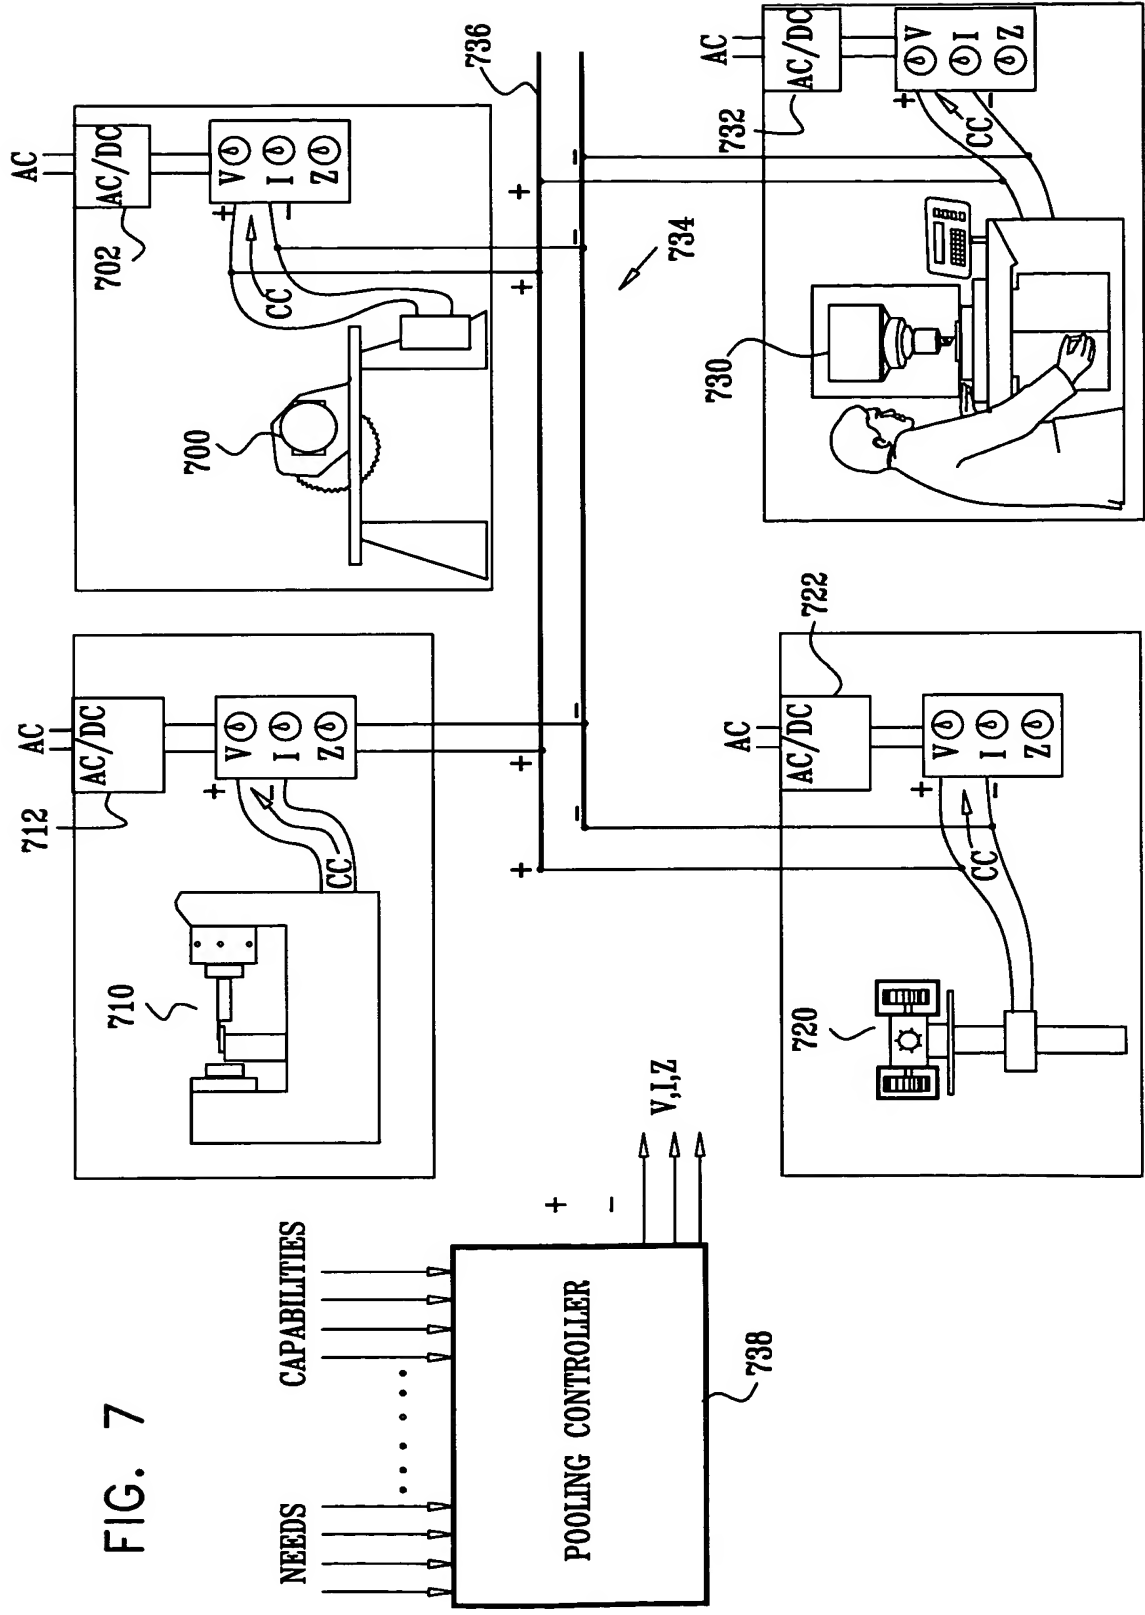 FIG. 7
NEEDS
CAPABILITIES
POOLING CONTROLLER
738
+
−
V,I,Z
AC
AC/DC
712
V
I
Z
+
−
CC
710
+
−
AC
AC/DC
702
V
I
Z
+
−
CC
700
+
−
736
734
AC
AC/DC
722
V
I
Z
+
−
CC
720
+
−
AC
AC/DC
732
V
I
Z
+
−
CC
730
+
−